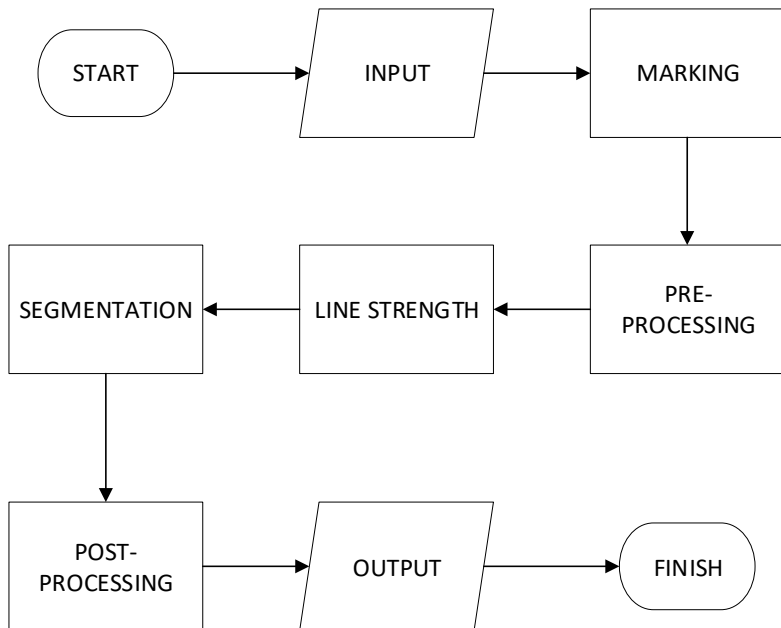 START
INPUT
MARKING
PRE-
PROCESSING
LINE STRENGTH
SEGMENTATION
POST-
PROCESSING
OUTPUT
FINISH